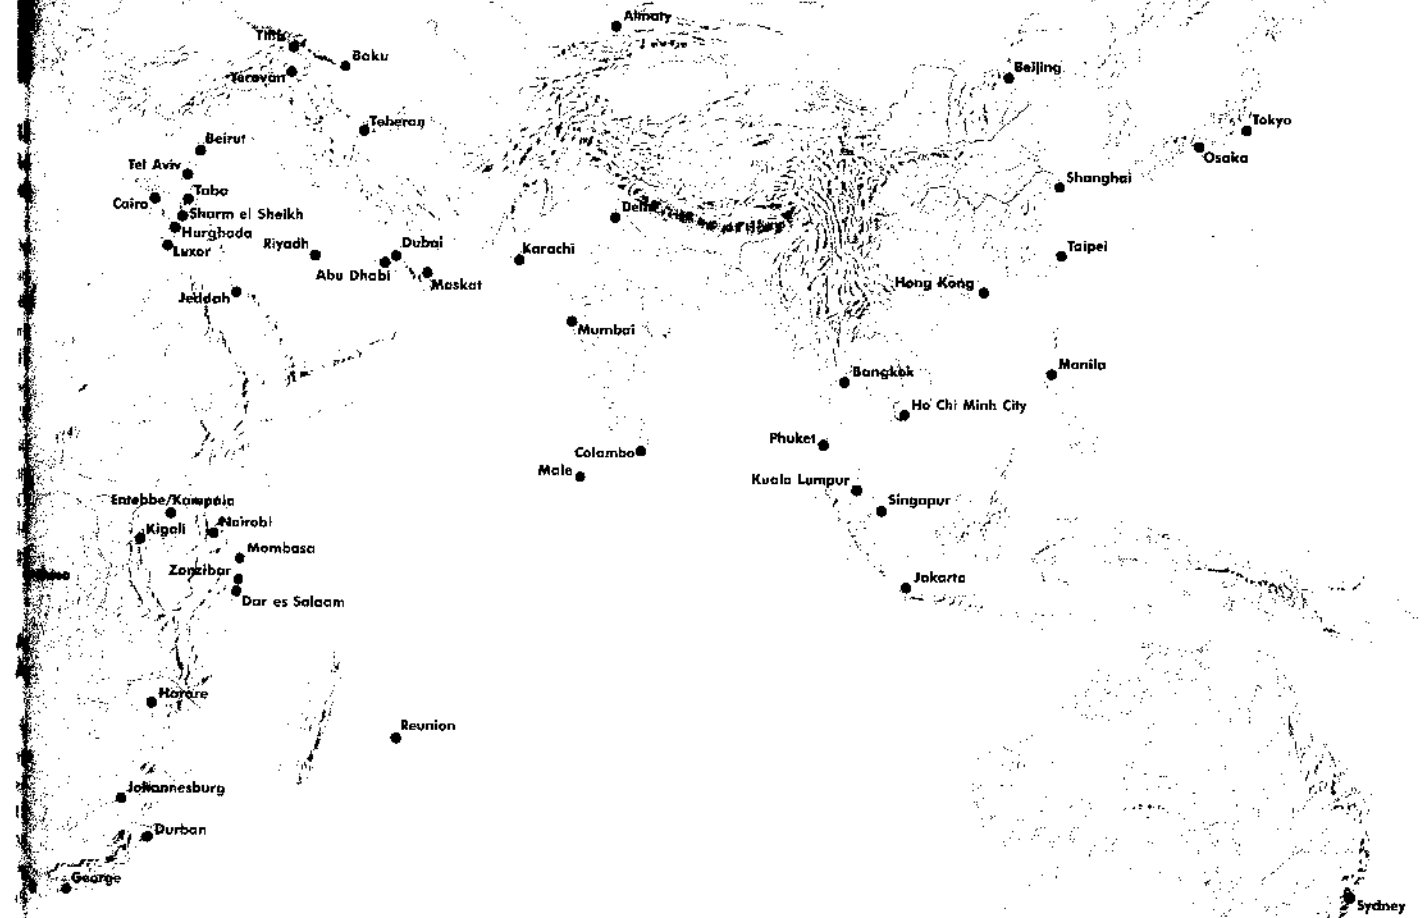 Almaty
Tiflis
Baku
Beijing
Yerevan
Teheran
Tokyo
Beirut
Osaka
Tel Aviv
Shanghai
Taba
Cairo
Delhi
Sharm el Sheikh
Hurghada
Riyadh
Dubai
Karachi
Taipei
Luxor
Abu Dhabi
Maskat
Hong Kong
Jeddah
Mumbai
Manila
Bangkok
Ho Chi Minh City
Phuket
Colombo
Male
Kuala Lumpur
Entebbe/Kampala
Singapur
Nairobi
Kigali
Mombasa
Zanzibar
Jakarta
Dar es Salaam
Harare
Reunion
Johannesburg
Durban
George
Sydney